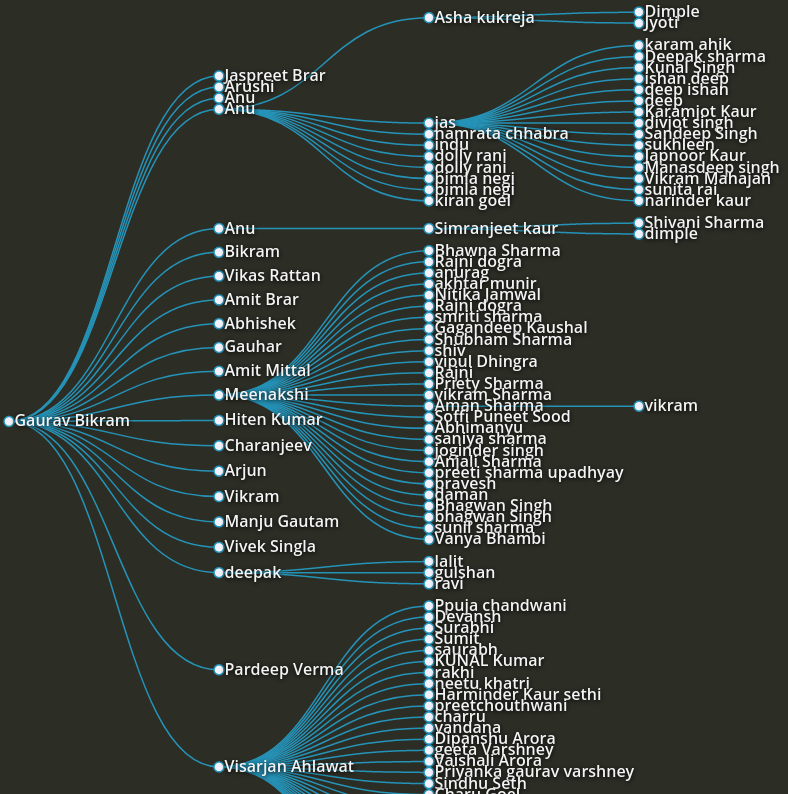 Gaurav Bikram
Jaspreet Brar
Arushi
Anu
Anu
Asha kukreja
Dimple
Jyoti
jas
karam ahik
Deepak sharma
Kunal Singh
ishan deep
deep ishan
deep
Karamjot Kaur
divjot singh
Sandeep Singh
sukhleen
Japnoor Kaur
Manasdeep singh
Vikram Mahajan
sunita rai
narinder kaur
namrata chhabra
indu
dolly rani
dolly rani
bimla negi
bimla negi
kiran goel
Anu
Simranjeet kaur
Shivani Sharma
dimple
Bikram
Vikas Rattan
Amit Brar
Abhishek
Gauhar
Amit Mittal
Meenakshi
Bhawna Sharma
Rajni dogra
anurag
akhtar munir
Nitika Jamwal
Rajni dogra
smriti sharma
Gagandeep Kaushal
Shubham Sharma
shiv
vipul Dhingra
Rajni
Priety Sharma
vikram Sharma
Aman Sharma
vikram
Soffi Puneet Sood
Abhimanyu
saniya sharma
joginder singh
Anjali Sharma
preeti sharma upadhyay
pravesh
daman
Bhagwan Singh
bhagwan Singh
sunil sharma
Vanya Bhambi
Hiten Kumar
Charanjeev
Arjun
Vikram
Manju Gautam
Vivek Singla
deepak
lalit
gulshan
ravi
Pardeep Verma
Visarjan Ahlawat
Ppuja chandwani
Devansh
Surabhi
Sumit
saurabh
KUNAL Kumar
rakhi
neetu khatri
Harminder Kaur sethi
preetchouthwani
charru
vandana
Dipanshu Arora
geeta Varshney
Vaishali Arora
Priyanka gaurav varshney
Sindhu Seth
Charu Goel